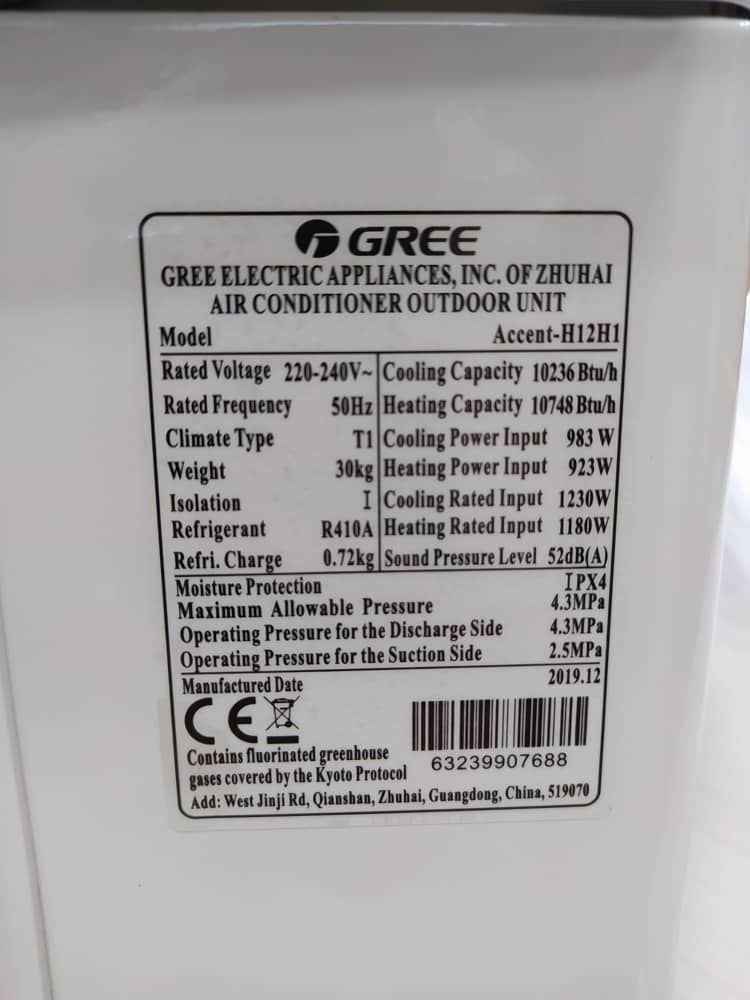 GREE
GREE ELECTRIC APPLIANCES, INC. OF ZHUHAI
AIR CONDITIONER OUTDOOR UNIT
Model Accent-H12H1
Rated Voltage 220-240V~ Cooling Capacity 10236 Btu/h
Rated Frequency 50Hz Heating Capacity 10748 Btu/h
Climate Type T1 Cooling Power Input 983 W
Weight 30kg Heating Power Input 923W
Isolation I Cooling Rated Input 1230W
Refrigerant R410A Heating Rated Input 1180W
Refri. Charge 0.72kg Sound Pressure Level 52dB(A)
Moisture Protection IPX4
Maximum Allowable Pressure 4.3MPa
Operating Pressure for the Discharge Side 4.3MPa
Operating Pressure for the Suction Side 2.5MPa
Manufactured Date 2019.12
CE
Contains fluorinated greenhouse
gases covered by the Kyoto Protocol
63239907688
Add: West Jinji Rd, Qianshan, Zhuhai, Guangdong, China, 519070